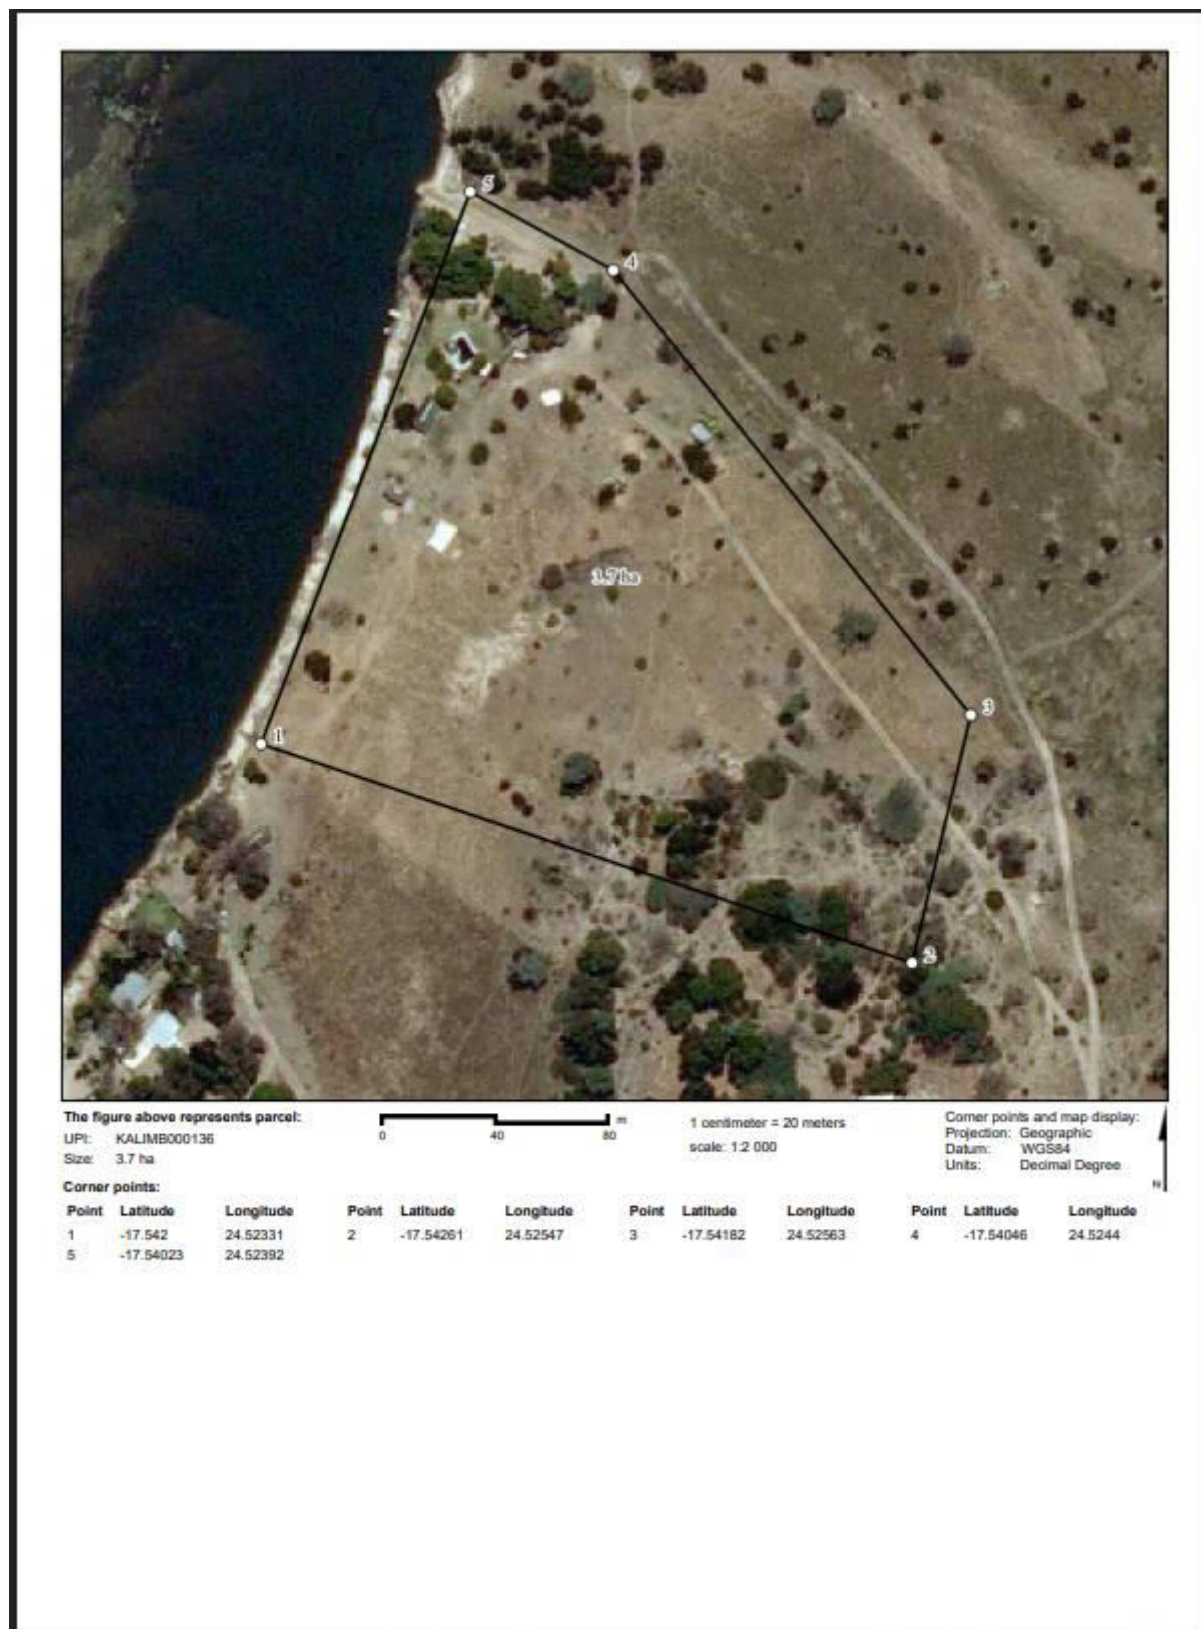 5
4
3.7 ha
3
1
2
The figure above represents parcel:
UPI: KALIMB000136
Size: 3.7 ha
0 40 80 m
1 centimeter = 20 meters
scale: 1:2 000
Corner points and map display:
Projection: Geographic
Datum: WGS84
Units: Decimal Degree
N
Corner points:
Point Latitude Longitude Point Latitude Longitude Point Latitude Longitude Point Latitude Longitude
1 -17.542 24.52331 2 -17.54261 24.52547 3 -17.54182 24.52563 4 -17.54046 24.5244
5 -17.54023 24.52392